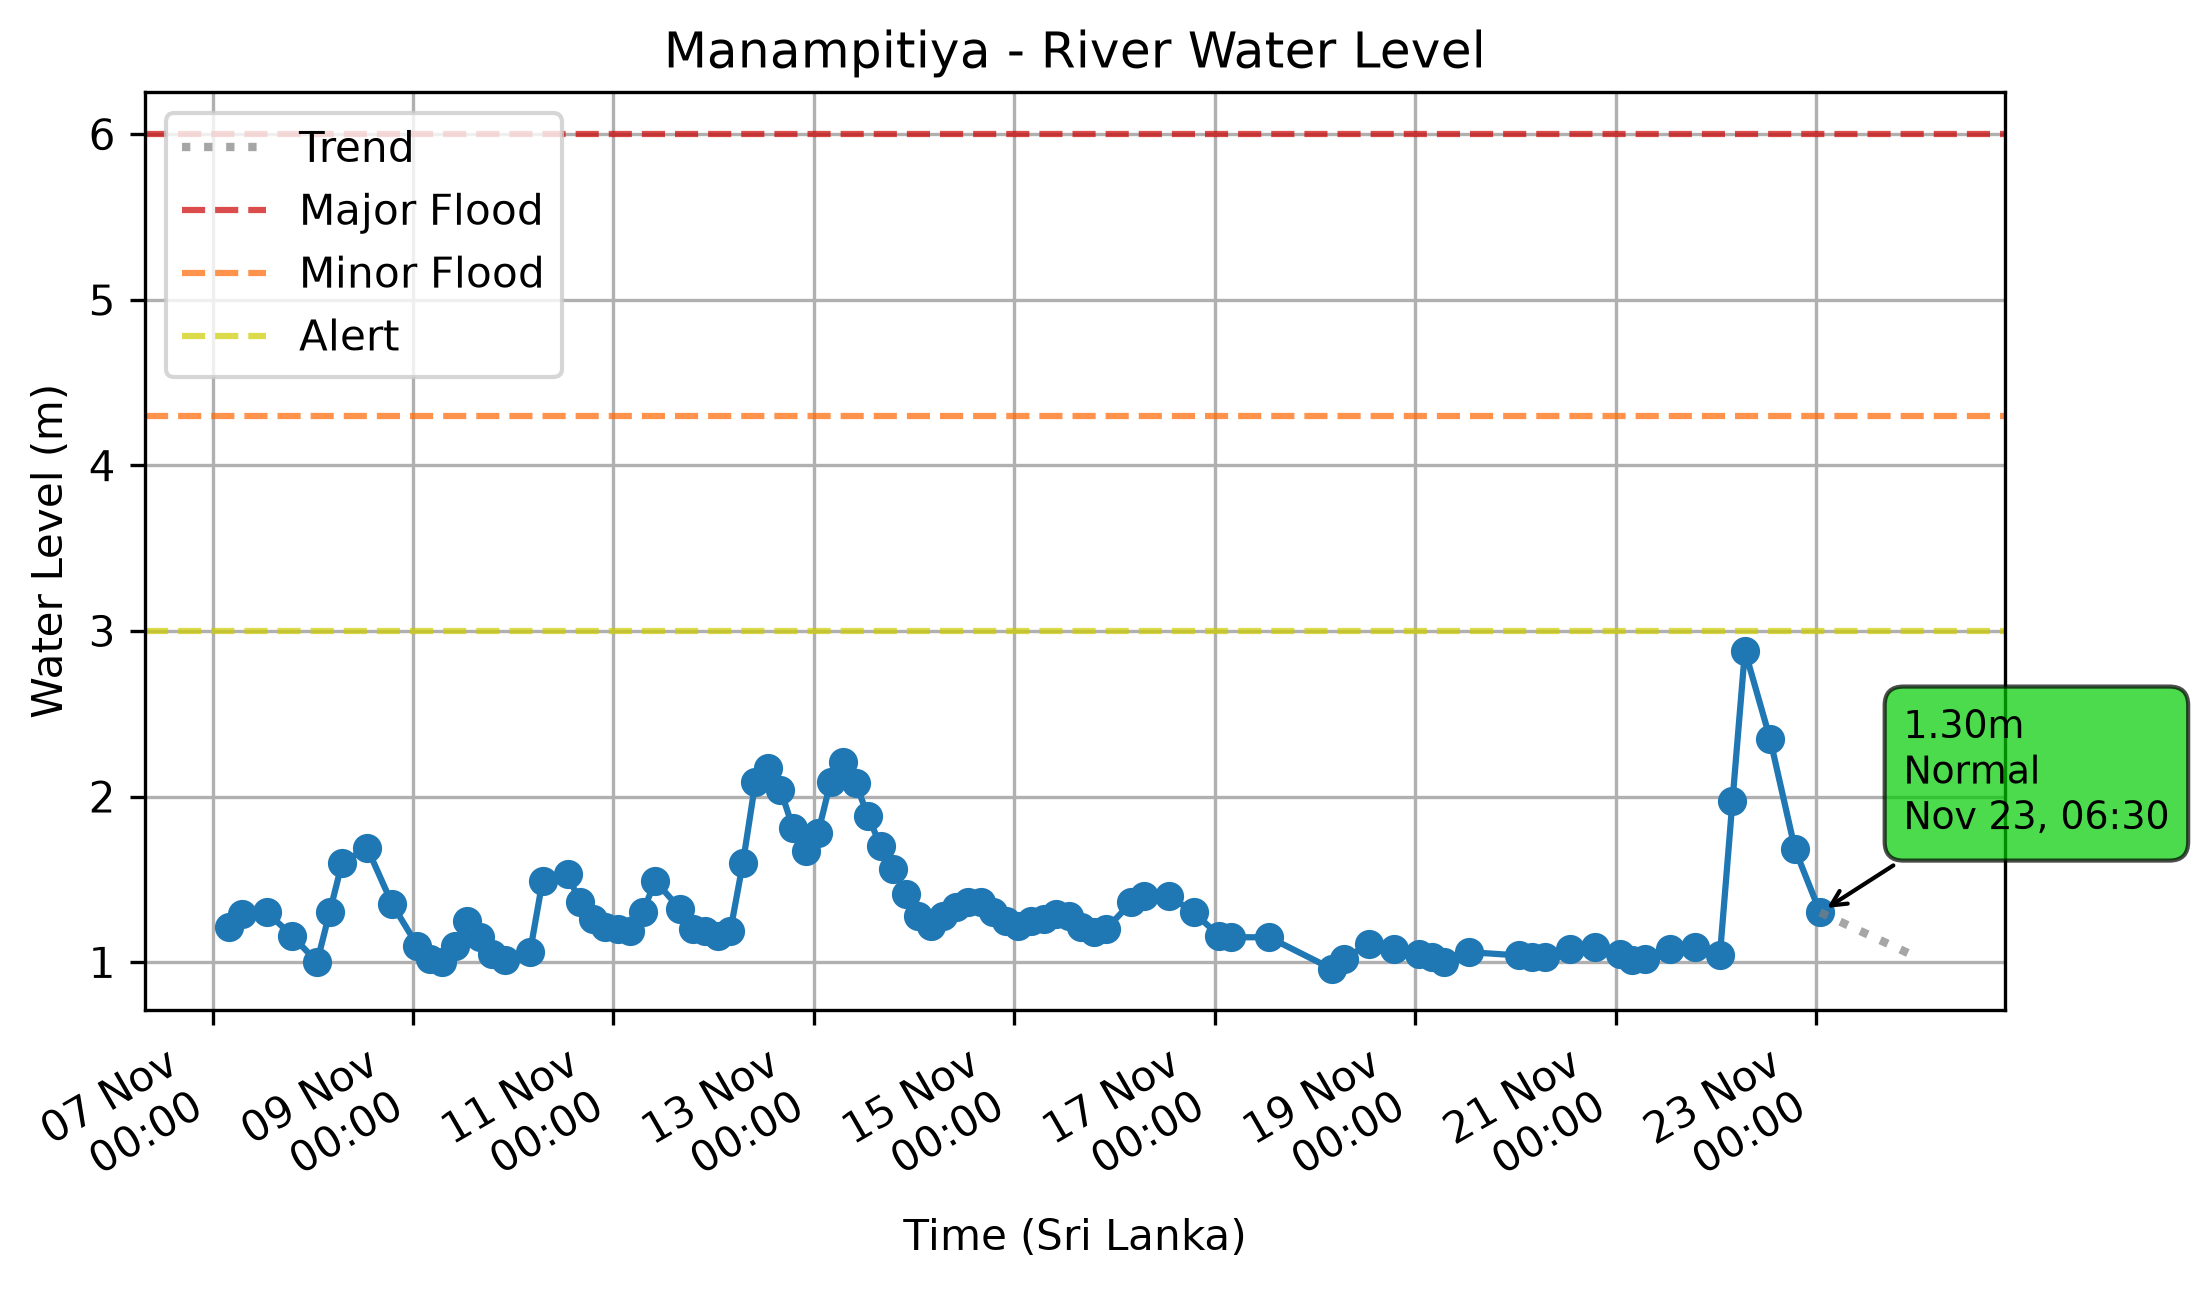 Manampitiya - River Water Level
Trend
Major Flood
Minor Flood
Alert
6
5
4
3
2
1
Water Level (m)
1.30m
Normal
Nov 23, 06:30
07 Nov
00:00
09 Nov
00:00
11 Nov
00:00
13 Nov
00:00
15 Nov
00:00
17 Nov
00:00
19 Nov
00:00
21 Nov
00:00
23 Nov
00:00
Time (Sri Lanka)